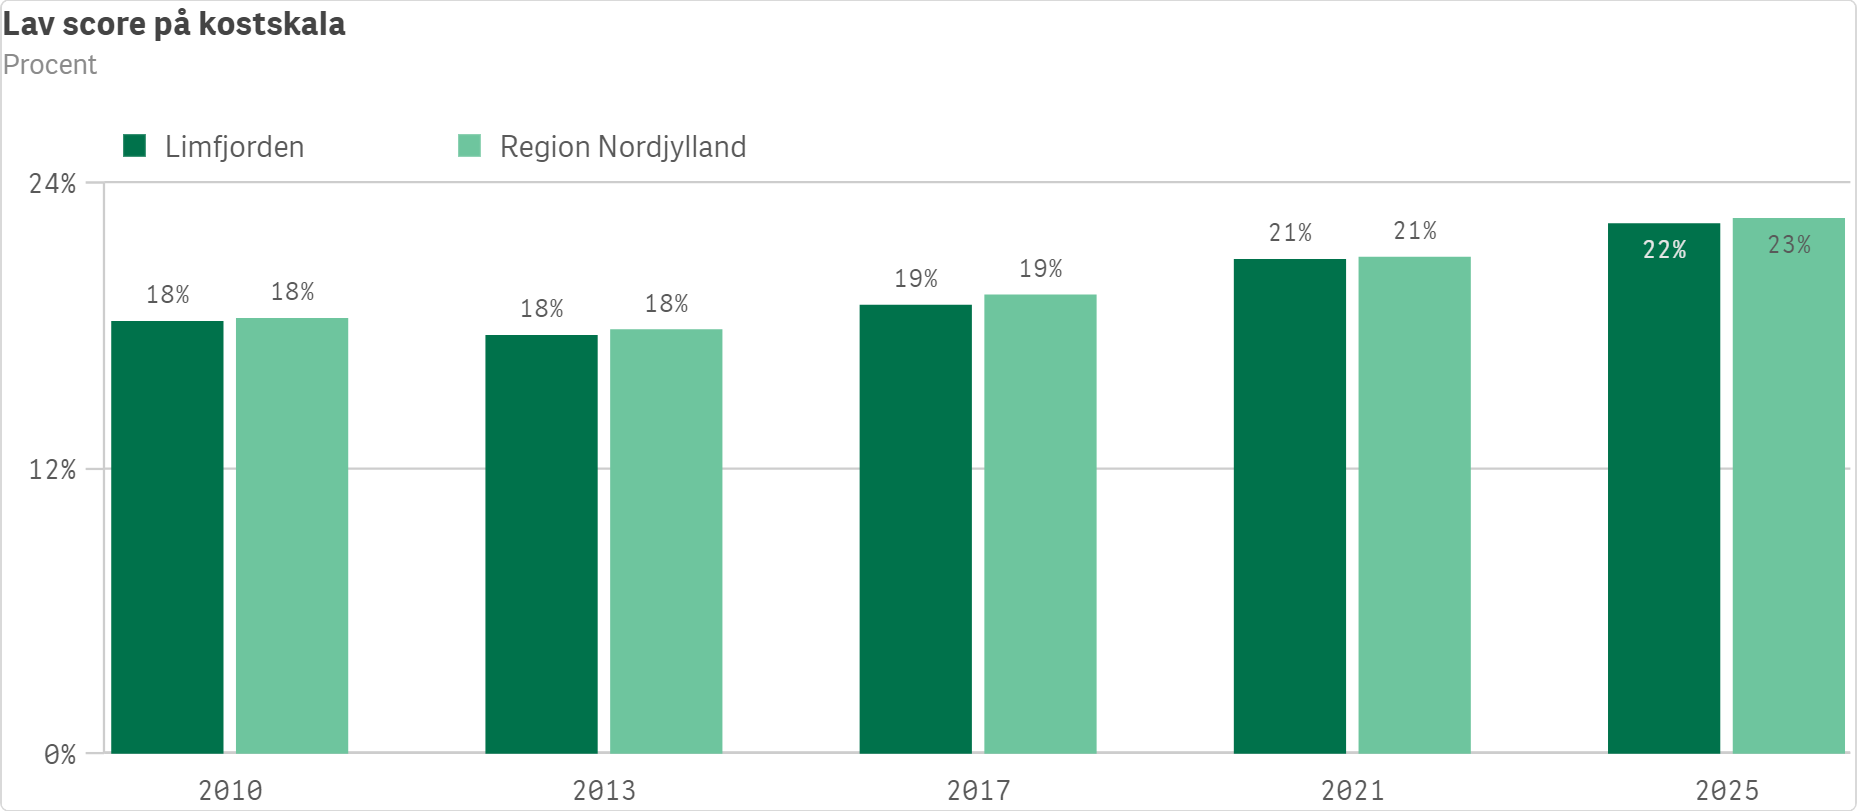 Lav score på kostskala
Procent
Limfjorden Region Nordjylland
24%
18% 18% 18% 18% 19% 19% 21% 21% 22% 23%
12%
0%
2010 2013 2017 2021 2025